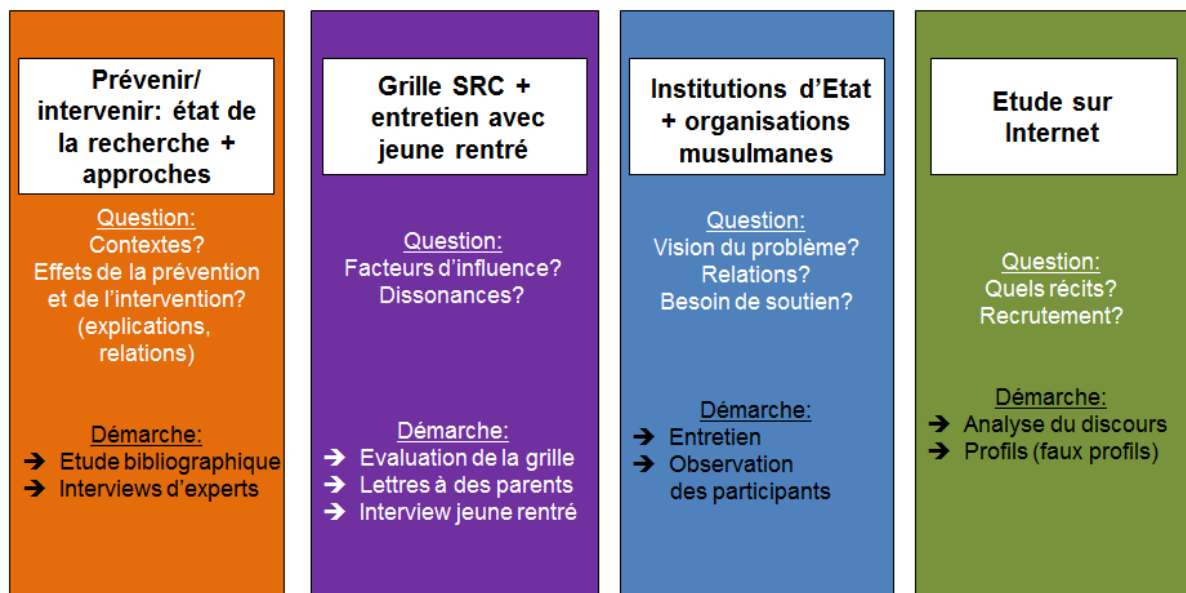 Prévenir/
intervenir: état de
la recherche +
approches
Question:
Contextes?
Effets de la prévention
et de l'intervention?
(explications,
relations)
Démarche:
➔ Etude bibliographique
➔ Interviews d'experts
Grille SRC +
entretien avec
jeune rentré
Question:
Facteurs d'influence?
Dissonances?
Démarche:
➔ Evaluation de la grille
➔ Lettres à des parents
➔ Interview jeune rentré
Institutions d'Etat
+ organisations
musulmanes
Question:
Vision du problème?
Relations?
Besoin de soutien?
Démarche:
➔ Entretien
➔ Observation
des participants
Etude sur
Internet
Question:
Quels récits?
Recrutement?
Démarche:
➔ Analyse du discours
➔ Profils (faux profils)